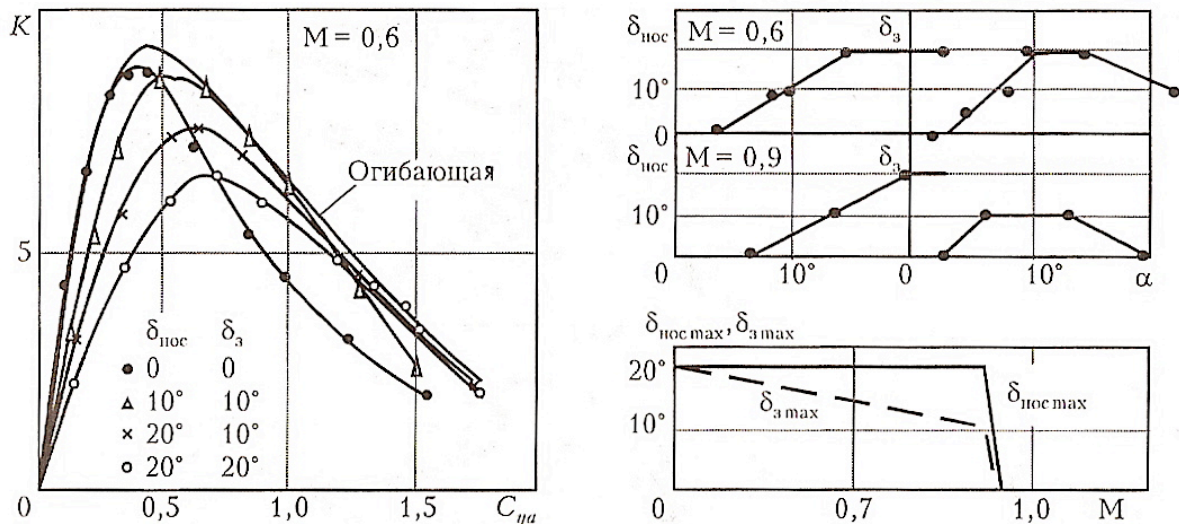 K
M = 0,6
Огибающая
5
δнос δз
0 0
10° 10°
20° 10°
20° 20°
0 0,5 1,0 1,5 Cya
δнос M = 0,6 δз
10°
0
δнос M = 0,9 δз
10°
0 10° 0 10° α
δнос max, δз max
20°
δз max δнос max
10°
0 0,7 1,0 M